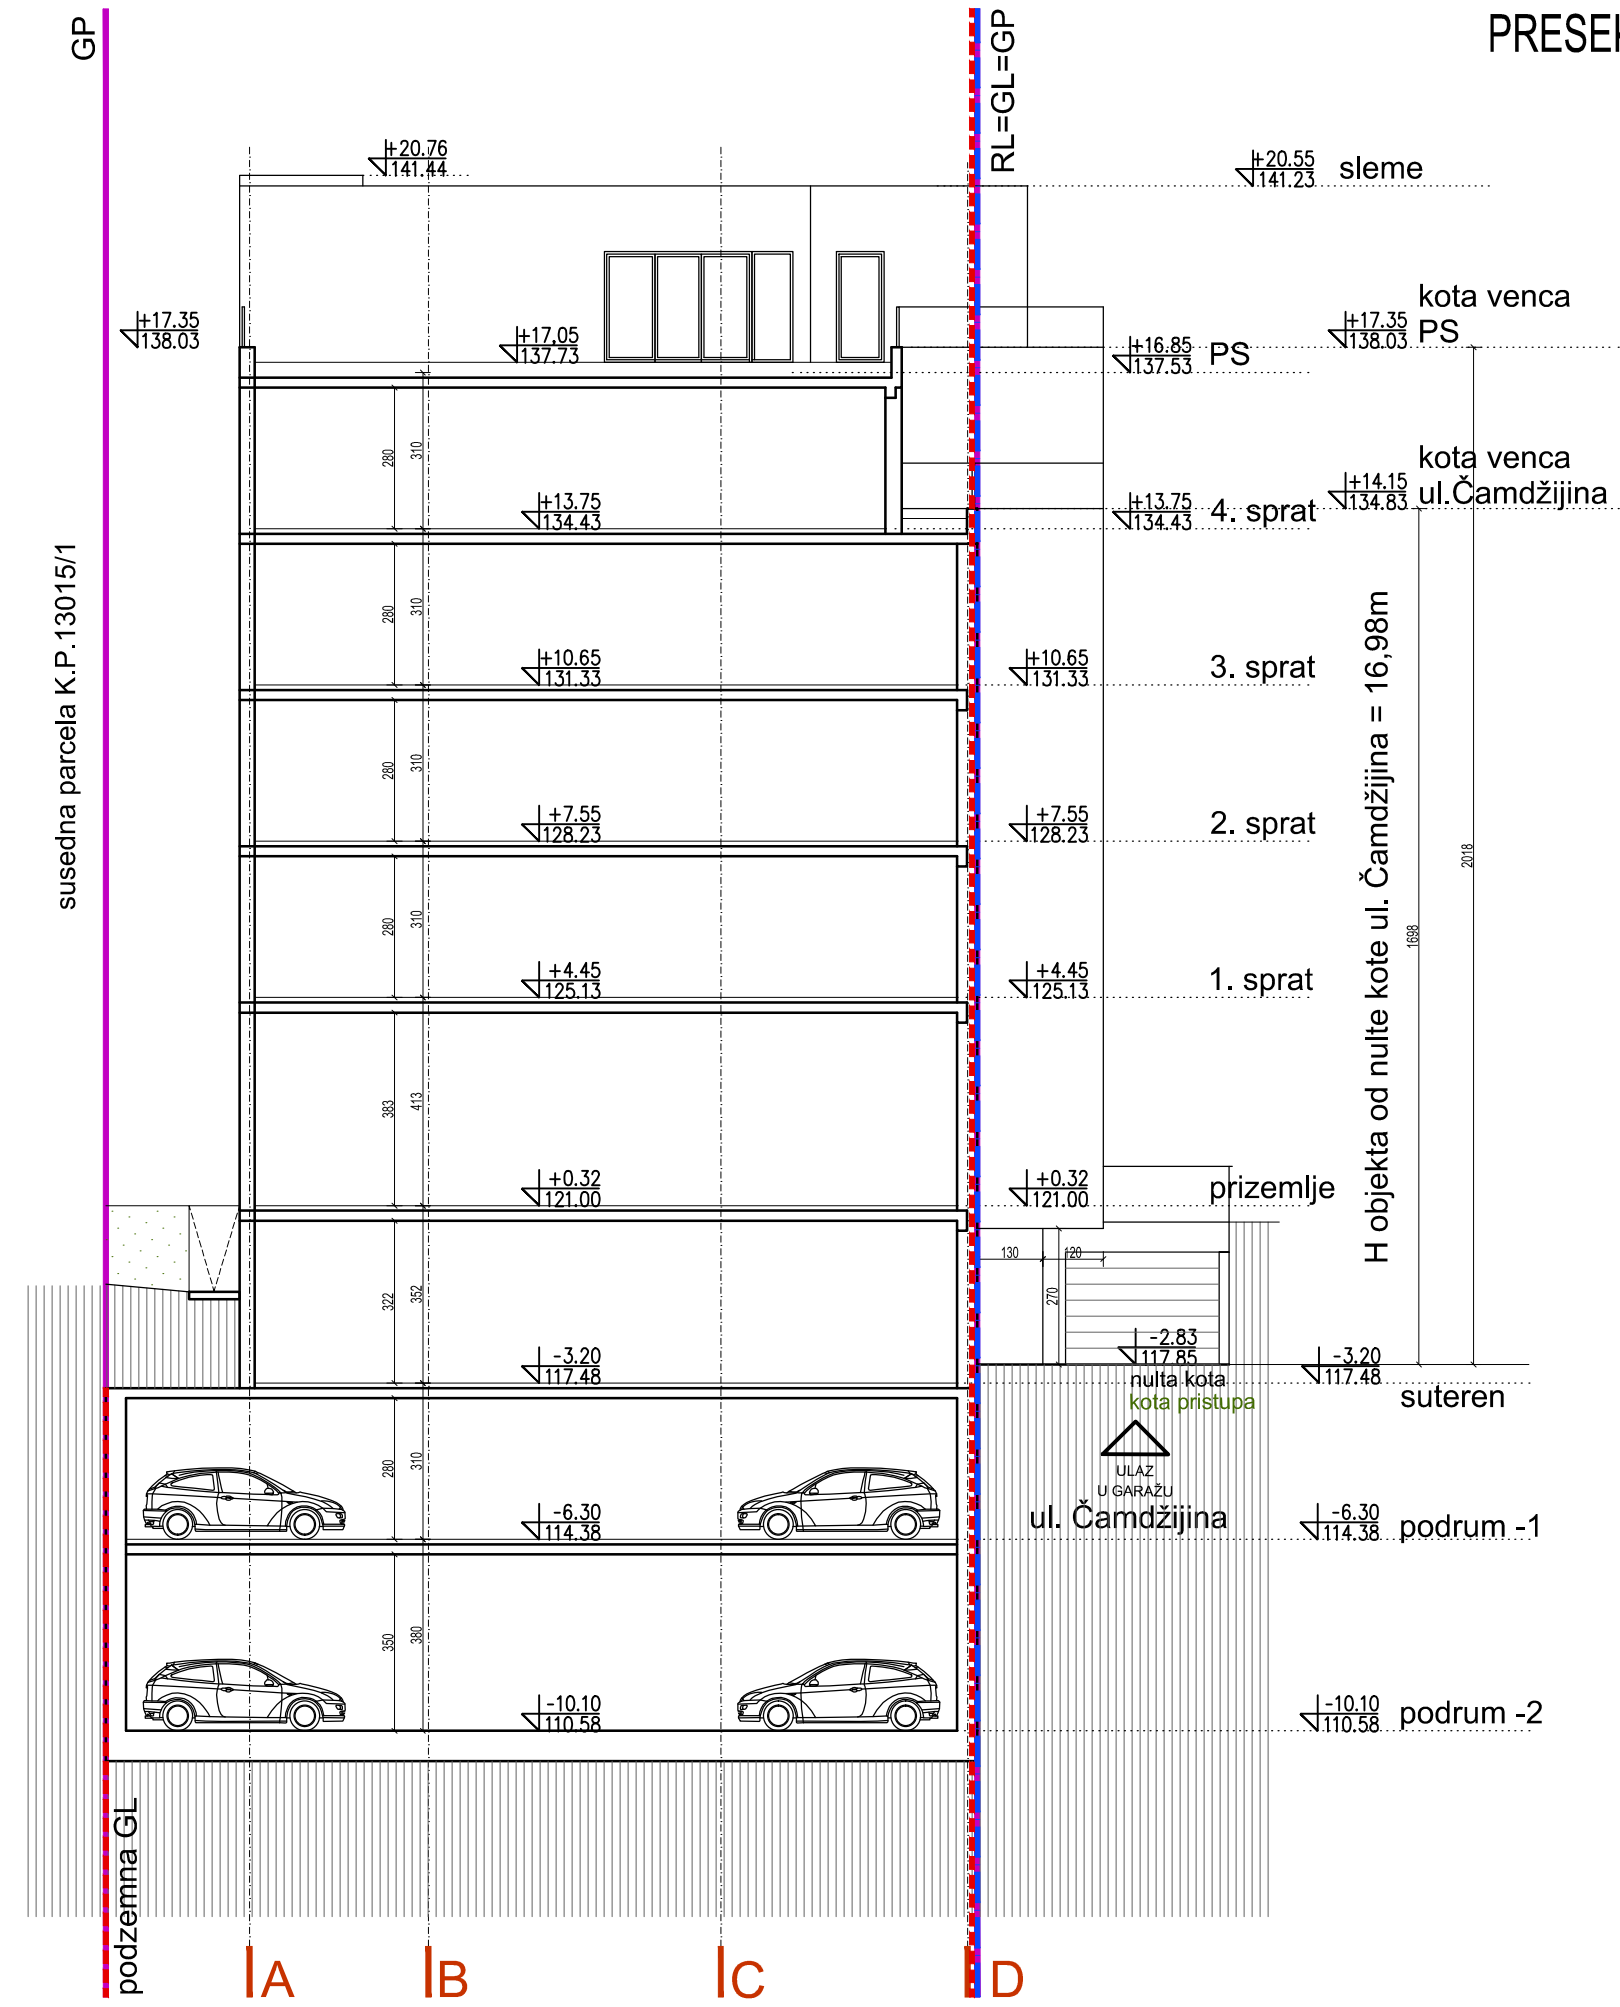 GP
RL=GL=GP
+20.76
141.44
+20.55
141.23
sleme
+17.35
138.03
+17,05
137.73
+16.85
137.53
PS
kota venca
+17.35
138.03
PS
280
310
+13.75
134.43
+13.75
134.43
4. sprat
kota venca
+14.15
134.83
ul.Čamdžijina
susedna parcela K.P.13015/1
280
310
+10.65
131.33
+10.65
131.33
3. sprat
280
310
+7.55
128.23
+7.55
128.23
2. sprat
H objekta od nulte kote ul. Čamdžijina = 16,98m
1698
2018
280
310
+4.45
125.13
+4.45
125.13
1. sprat
383
413
+0.32
121.00
+0.32
121.00
prizemlje
130
120
270
322
352
-3.20
117.48
-2.83
117.85
nulta kota
kota pristupa
-3.20
117.48
suteren
ULAZ
U GARAŽU
ul. Čamdžijina
280
310
-6.30
114.38
-6.30
114.38
podrum -1
350
380
-10.10
110.58
-10.10
110.58
podrum -2
podzemna GL
A
B
C
D